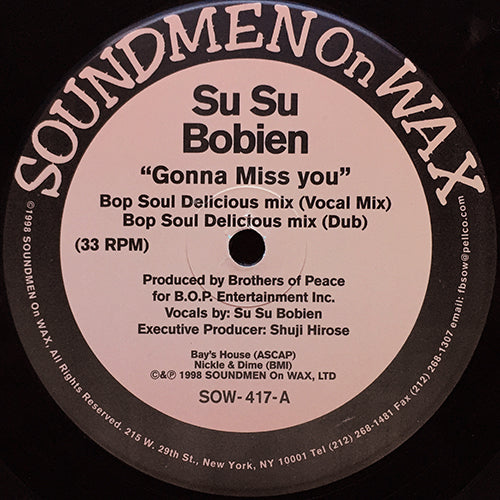 SOUNDMEN On WAX
Su Su
Bobien
“Gonna Miss you”
Bop Soul Delicious mix (Vocal Mix)
Bop Soul Delicious mix (Dub)
(33 RPM)
Produced by Brothers of Peace
for B.O.P. Entertainment Inc.
Vocals by: Su Su Bobien
Executive Producer: Shuji Hirose
Bay's House (ASCAP)
Nickle & Dime (BMI)
©&℗ 1998 SOUNDMEN On WAX, LTD
SOW-417-A
©1998 SOUNDMEN On WAX. All Rights Reserved. 215 W. 29th St., New York, NY 10001 Tel (212) 268-1481 Fax (212) 268-1307 email: fbsow@pellco.com